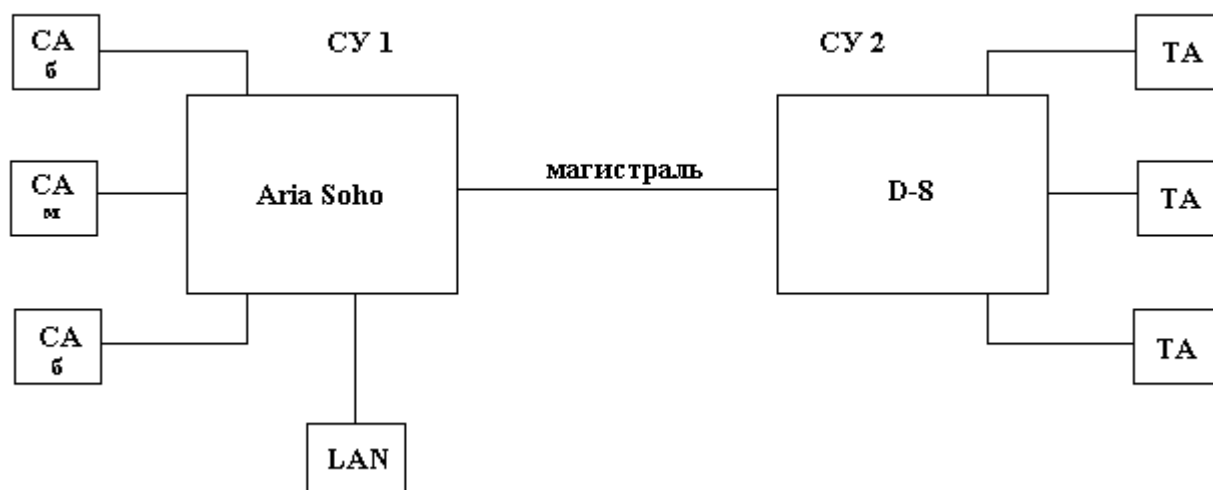 СУ 1
СУ 2
СА
б
ТА
СА
м
Aria Soho
магистраль
D-8
ТА
СА
б
ТА
LAN